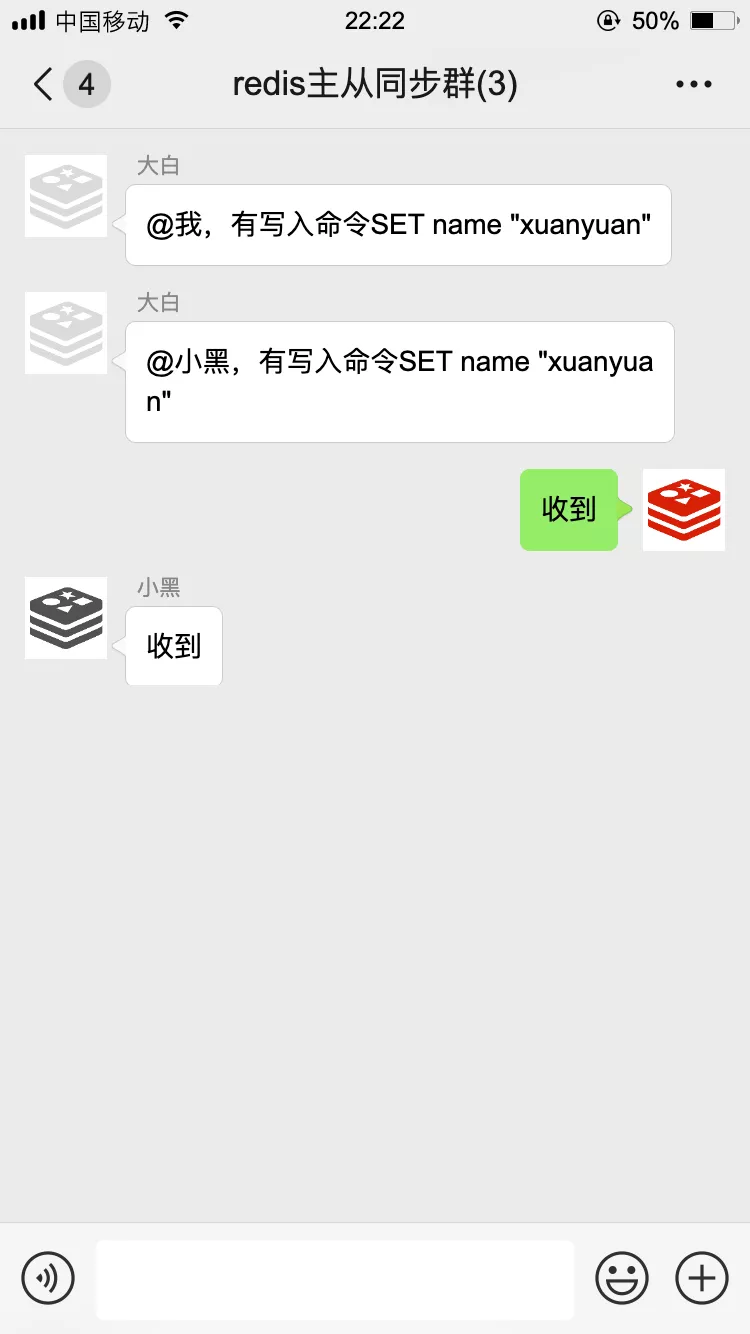 中国移动 22:22 50%
4 redis主从同步群(3)
大白
@我，有写入命令SET name "xuanyuan"
大白
@小黑，有写入命令SET name "xuanyua
n"
收到
小黑
收到